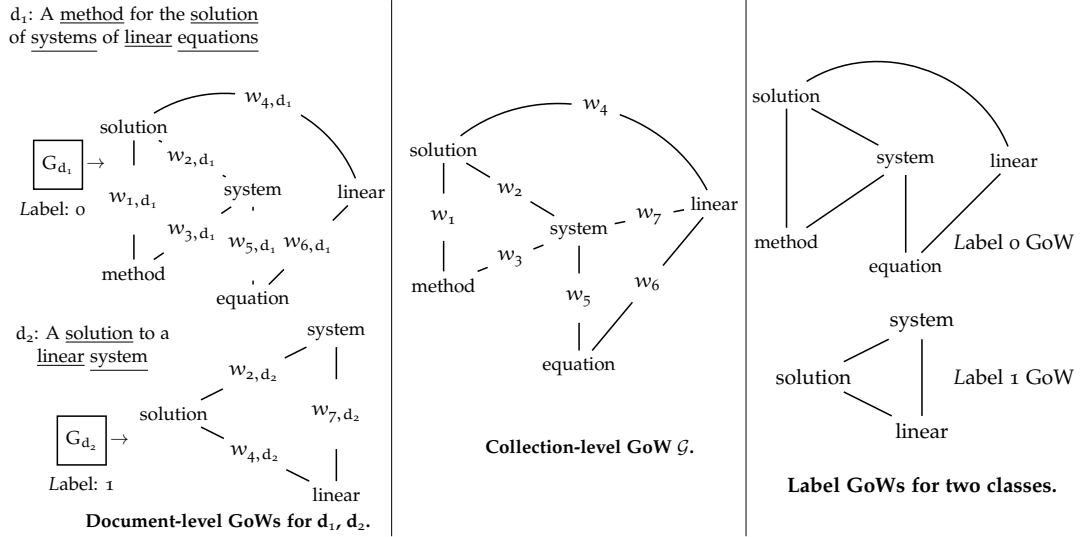 d₁: A method for the solution
of systems of linear equations
w₄,d₁
solution
G_d₁ →
w₂,d₁
Label: 0
w₁,d₁
system
linear
w₃,d₁
w₅,d₁
w₆,d₁
method
equation
d₂: A solution to a
linear system
system
w₂,d₂
solution
w₇,d₂
G_d₂ →
w₄,d₂
Label: 1
linear
Document-level GoWs for d₁, d₂.
w₄
solution
w₂
w₁
w₇
linear
system
w₃
method
w₅
w₆
equation
Collection-level GoW 𝒢.
solution
system
linear
method
Label 0 GoW
equation
system
solution
Label 1 GoW
linear
Label GoWs for two classes.